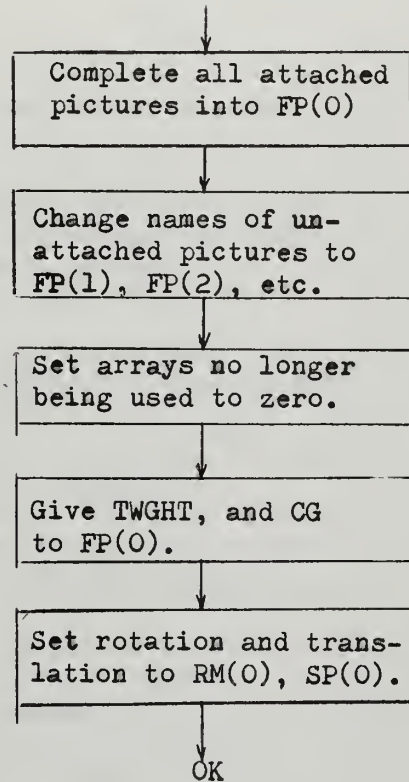 Complete all attached
pictures into FP(0)
Change names of un-
attached pictures to
FP(1), FP(2), etc.
Set arrays no longer
being used to zero.
Give TWGHT, and CG
to FP(0).
Set rotation and trans-
lation to RM(0), SP(0).
OK